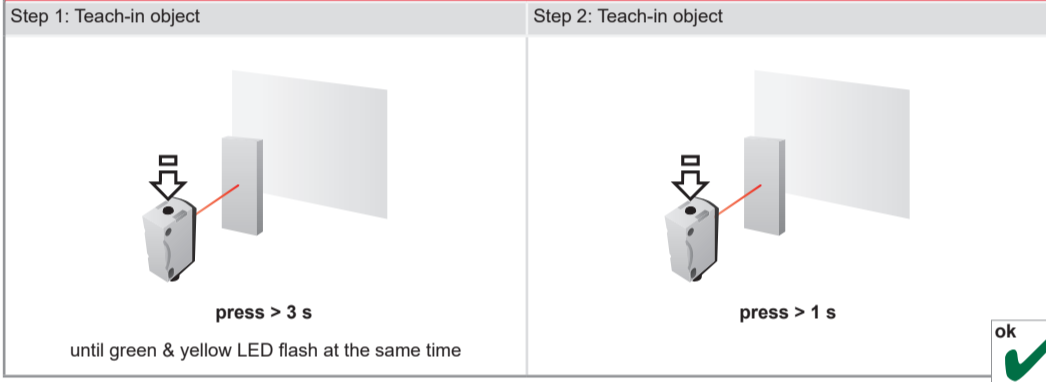 Step 1: Teach-in object
Step 2: Teach-in object
press > 3 s
until green & yellow LED flash at the same time
press > 1 s
ok